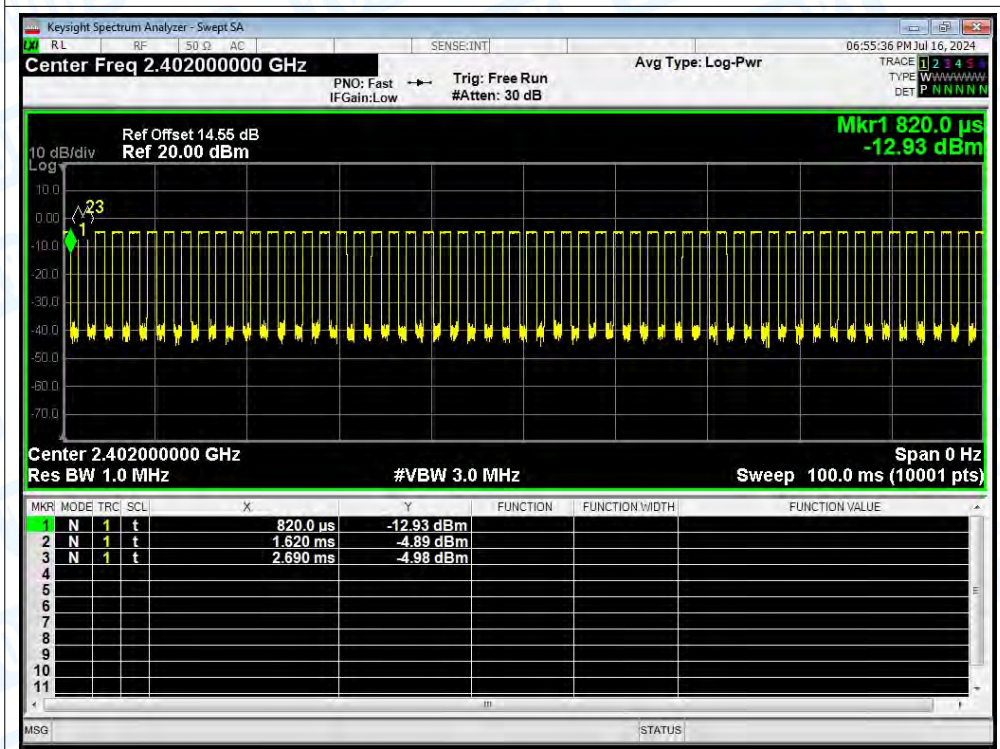 Keysight Spectrum Analyzer - Swept SA
LXI RL RF 50 Ω AC SENSE:INT 06:55:36 PM Jul 16, 2024
Center Freq 2.402000000 GHz
PNO: Fast
IFGain:Low
Trig: Free Run
#Atten: 30 dB
Avg Type: Log-Pwr
TRACE 1 2 3 4 5 6
TYPE WWWWWWW
DET P N N N N N
Mkr1 820.0 µs
-12.93 dBm
Ref Offset 14.55 dB
10 dB/div Ref 20.00 dBm
Log
10.0
0.00
-10.0
-20.0
-30.0
-40.0
-50.0
-60.0
-70.0
23
1
Center 2.402000000 GHz Span 0 Hz
Res BW 1.0 MHz #VBW 3.0 MHz Sweep 100.0 ms (10001 pts)
MKR MODE TRC SCL X Y FUNCTION FUNCTION WIDTH FUNCTION VALUE
1 N 1 t 820.0 µs -12.93 dBm
2 N 1 t 1.620 ms -4.89 dBm
3 N 1 t 2.690 ms -4.98 dBm
4
5
6
7
8
9
10
11
MSG STATUS